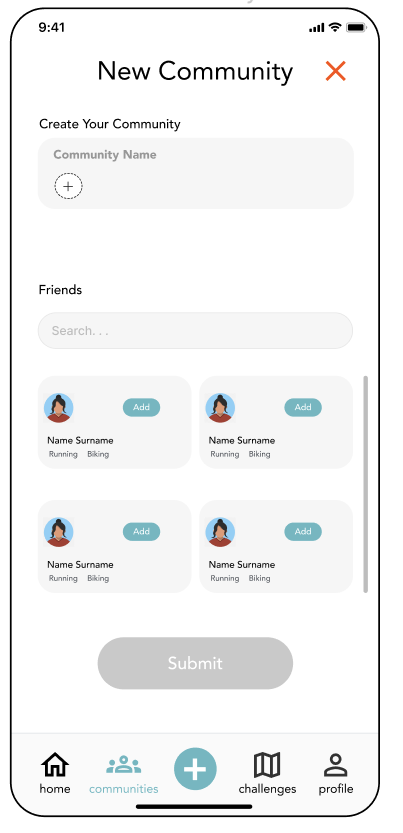 9:41
New Community
Create Your Community
Community Name
Friends
Search. . .
Add Add
Name Surname Name Surname
Running Biking Running Biking
Add Add
Name Surname Name Surname
Running Biking Running Biking
Submit
home communities challenges profile